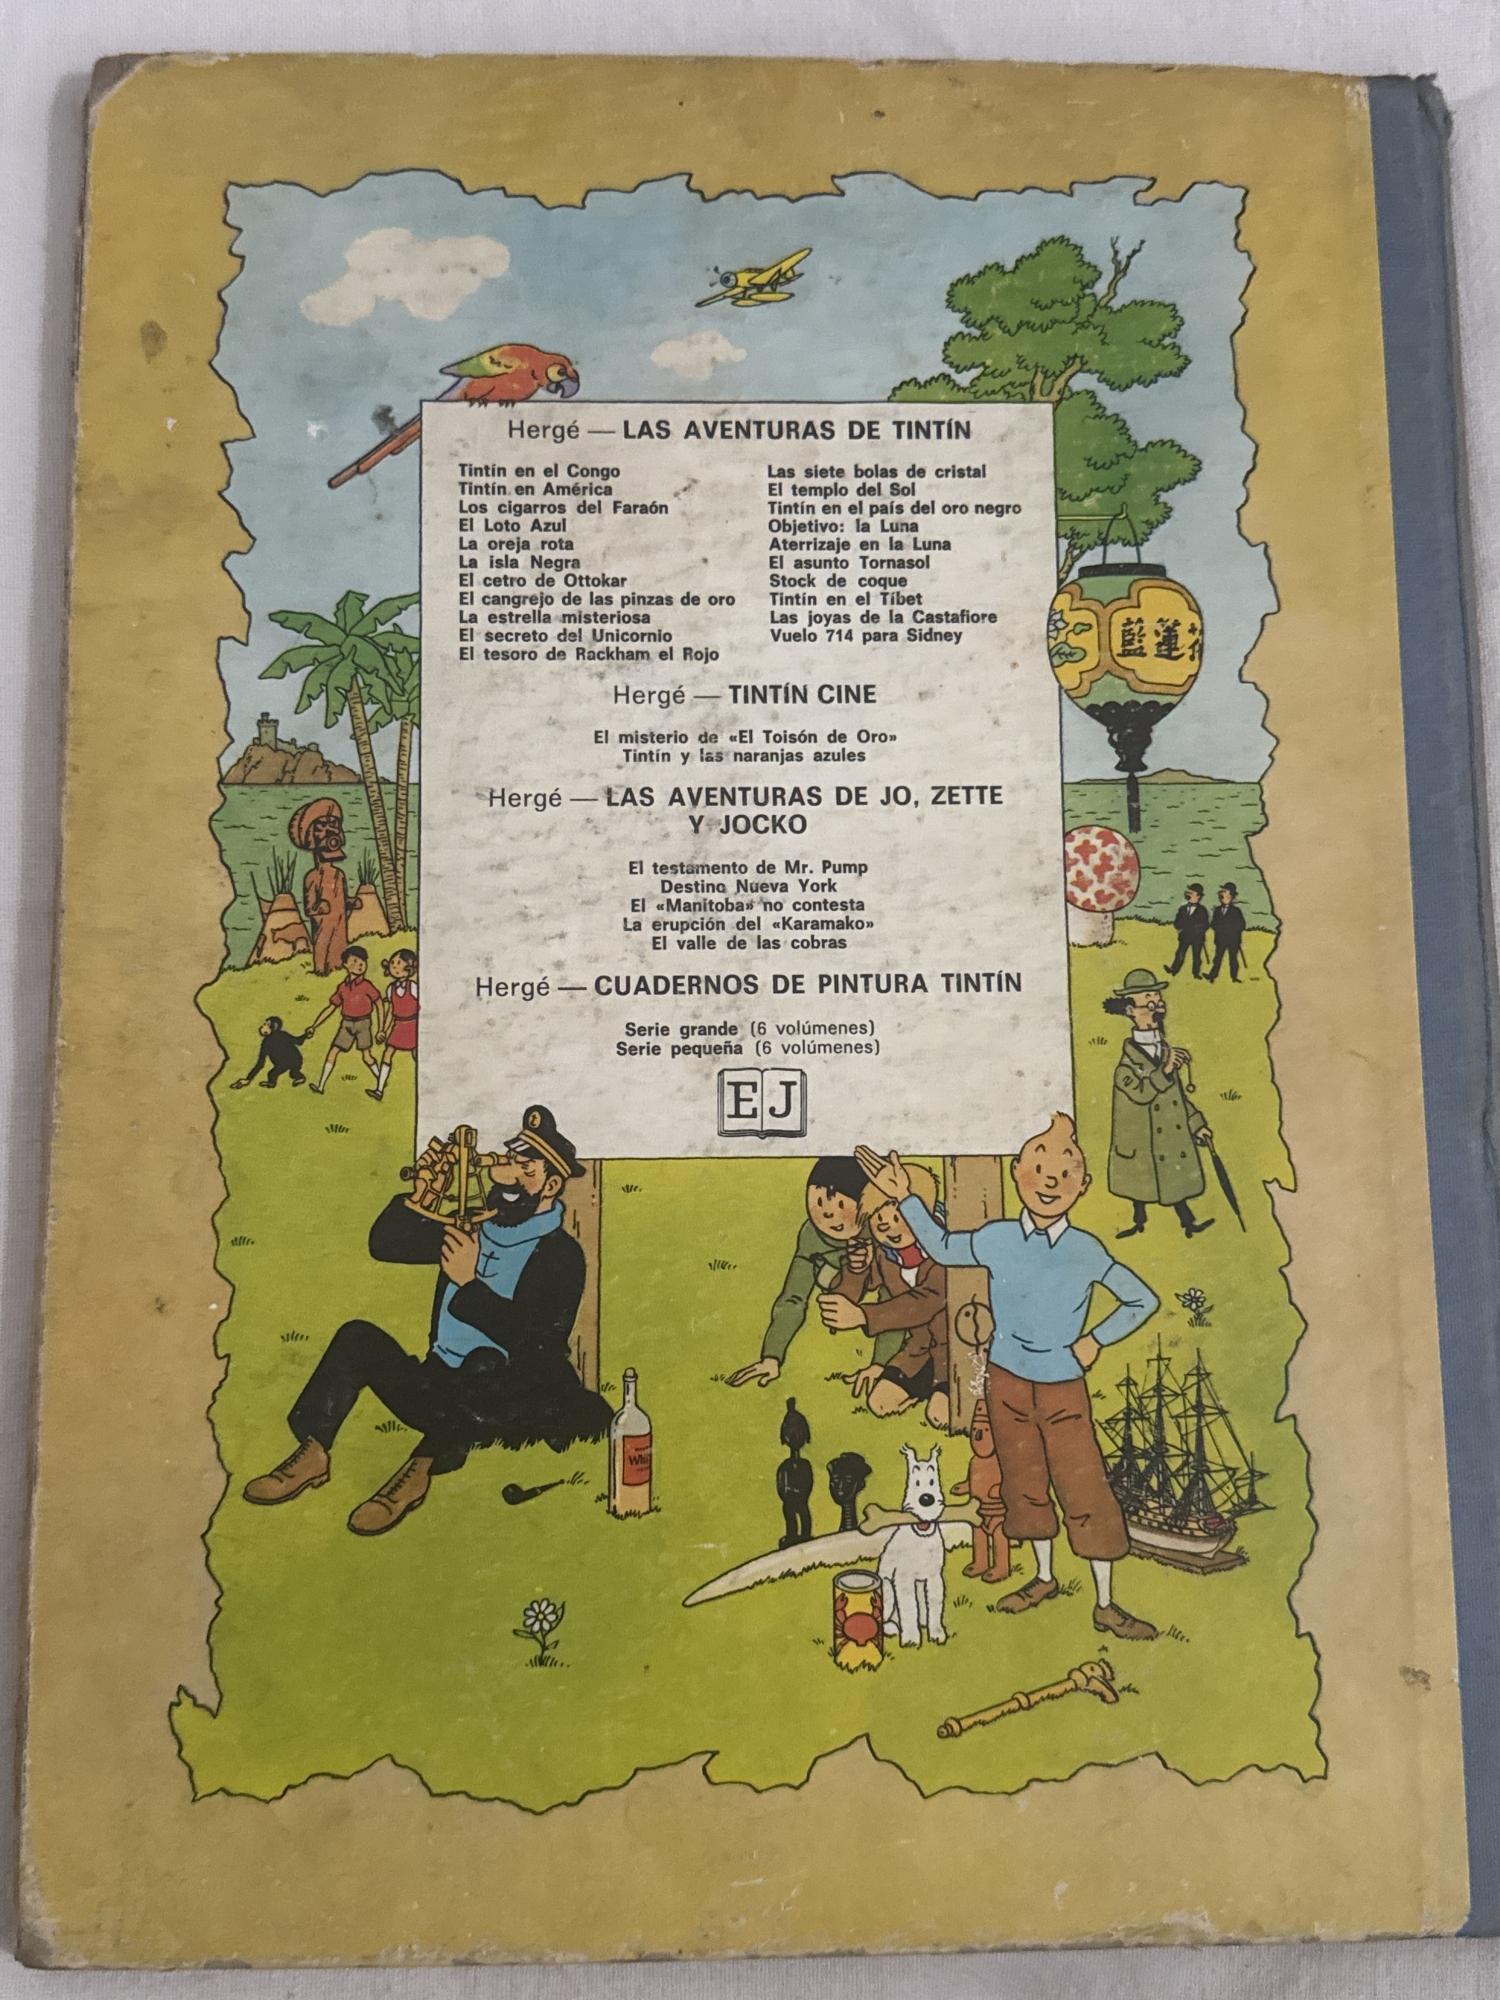 Hergé — LAS AVENTURAS DE TINTÍN
Tintín en el Congo
Tintín en América
Los cigarros del Faraón
El Loto Azul
La oreja rota
La isla Negra
El cetro de Ottokar
El cangrejo de las pinzas de oro
La estrella misteriosa
El secreto del Unicornio
El tesoro de Rackham el Rojo
Las siete bolas de cristal
El templo del Sol
Tintín en el país del oro negro
Objetivo: la Luna
Aterrizaje en la Luna
El asunto Tornasol
Stock de coque
Tintín en el Tíbet
Las joyas de la Castafiore
Vuelo 714 para Sidney
Hergé — TINTÍN CINE
El misterio de «El Toisón de Oro»
Tintín y las naranjas azules
Hergé — LAS AVENTURAS DE JO, ZETTE
Y JOCKO
El testamento de Mr. Pump
Destino Nueva York
El «Manitoba» no contesta
La erupción del «Karamako»
El valle de las cobras
Hergé — CUADERNOS DE PINTURA TINTÍN
Serie grande (6 volúmenes)
Serie pequeña (6 volúmenes)
EJ
藍蓮